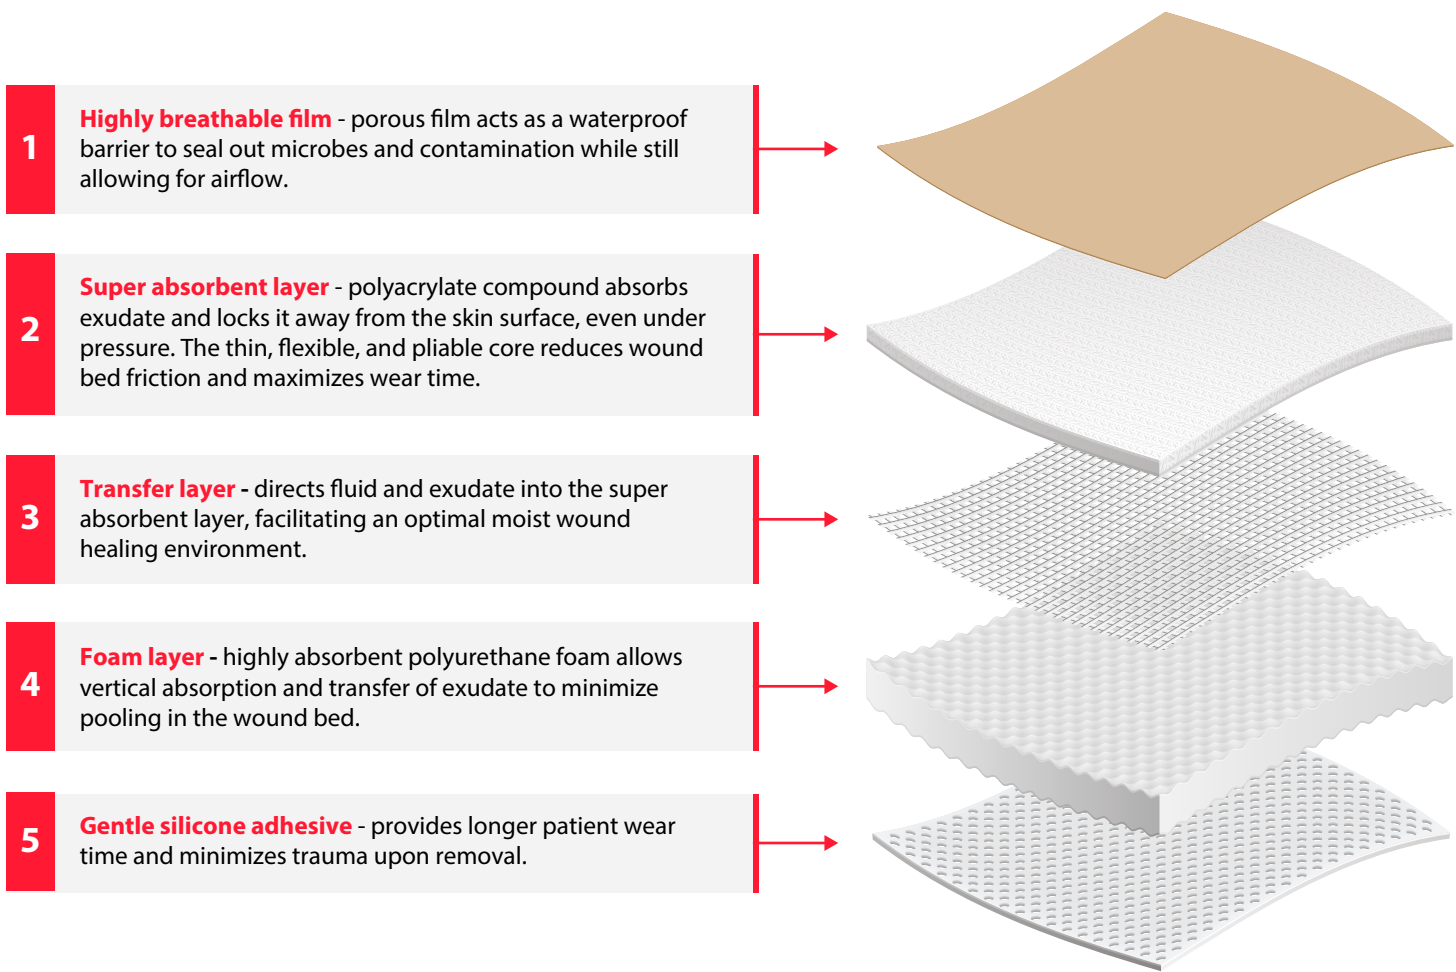 1
Highly breathable film - porous film acts as a waterproof
barrier to seal out microbes and contamination while still
allowing for airflow.
2
Super absorbent layer - polyacrylate compound absorbs
exudate and locks it away from the skin surface, even under
pressure. The thin, flexible, and pliable core reduces wound
bed friction and maximizes wear time.
3
Transfer layer - directs fluid and exudate into the super
absorbent layer, facilitating an optimal moist wound
healing environment.
4
Foam layer - highly absorbent polyurethane foam allows
vertical absorption and transfer of exudate to minimize
pooling in the wound bed.
5
Gentle silicone adhesive - provides longer patient wear
time and minimizes trauma upon removal.